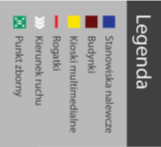 Legenda
Stanowiska nalewcze
Budynki
Kioski multimedialne
Rogatki
Kierunek ruchu
Punkt zborny